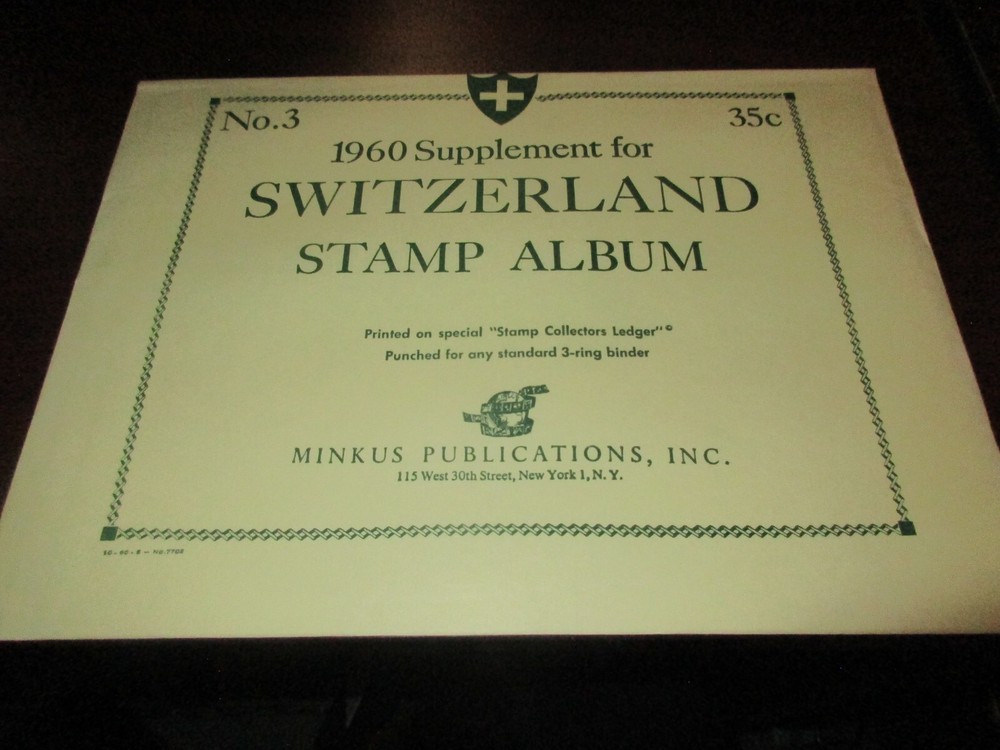 No.3
35c
1960 Supplement for
SWITZERLAND
STAMP ALBUM
Printed on special "Stamp Collectors Ledger"©
Punched for any standard 3-ring binder
MINKUS PUBLICATIONS, INC.
115 West 30th Street, New York 1, N. Y.